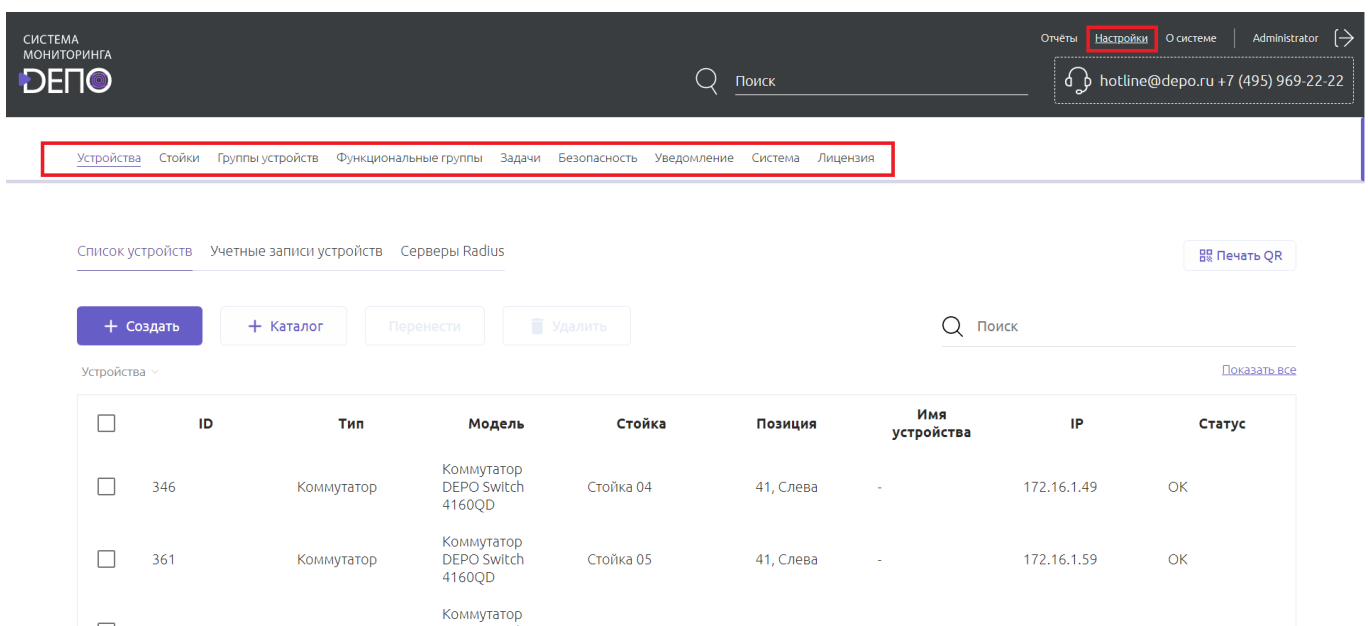 СИСТЕМА
МОНИТОРИНГА
ДЕПО
Отчёты Настройки О системе Administrator
Поиск
hotline@depo.ru +7 (495) 969-22-22
Устройства Стойки Группы устройств Функциональные группы Задачи Безопасность Уведомление Система Лицензия
Список устройств Учетные записи устройств Серверы Radius
Печать QR
+ Создать + Каталог Перенести Удалить
Поиск
Устройства
Показать все
ID Тип Модель Стойка Позиция Имя устройства IP Статус
346 Коммутатор Коммутатор DEPO Switch 4160QD Стойка 04 41, Слева - 172.16.1.49 OK
361 Коммутатор Коммутатор DEPO Switch 4160QD Стойка 05 41, Слева - 172.16.1.59 OK
Коммутатор